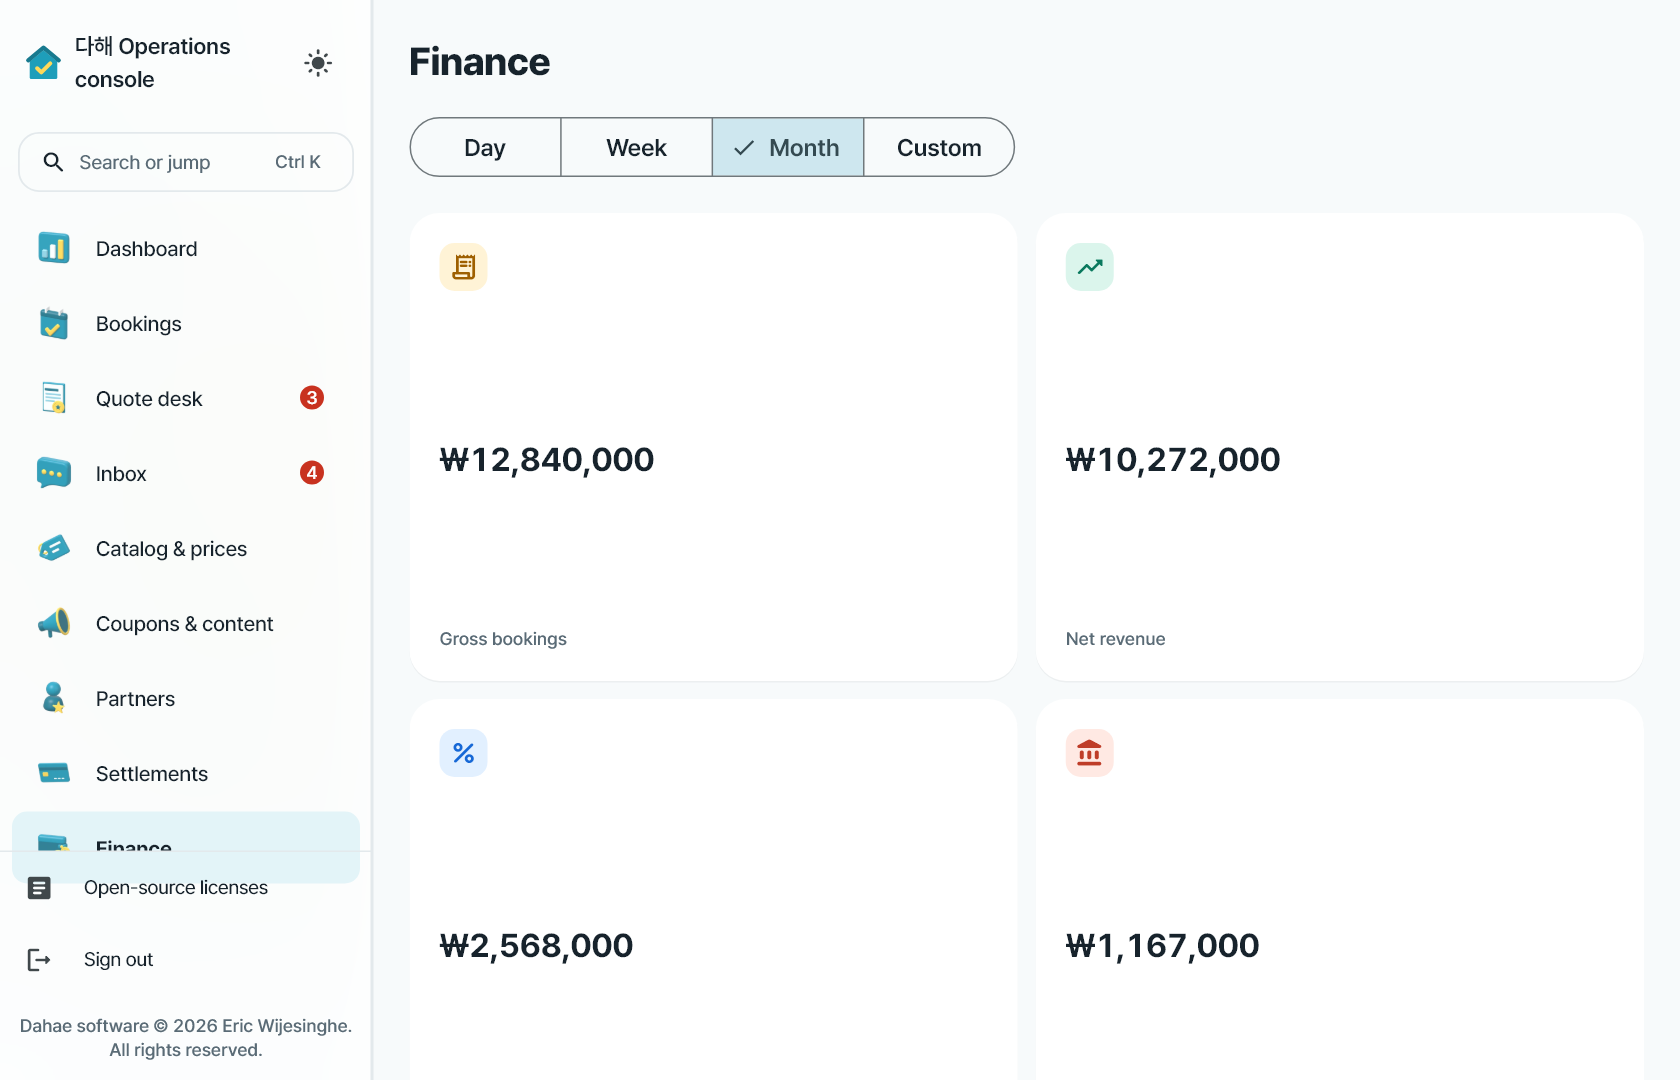 다해 Operations
console
Search or jump Ctrl K
Dashboard
Bookings
Quote desk 3
Inbox 4
Catalog & prices
Coupons & content
Partners
Settlements
Finance
Open-source licenses
Sign out
Dahae software © 2026 Eric Wijesinghe.
All rights reserved.
Finance
Day Week Month Custom
₩12,840,000
Gross bookings
₩10,272,000
Net revenue
₩2,568,000
₩1,167,000